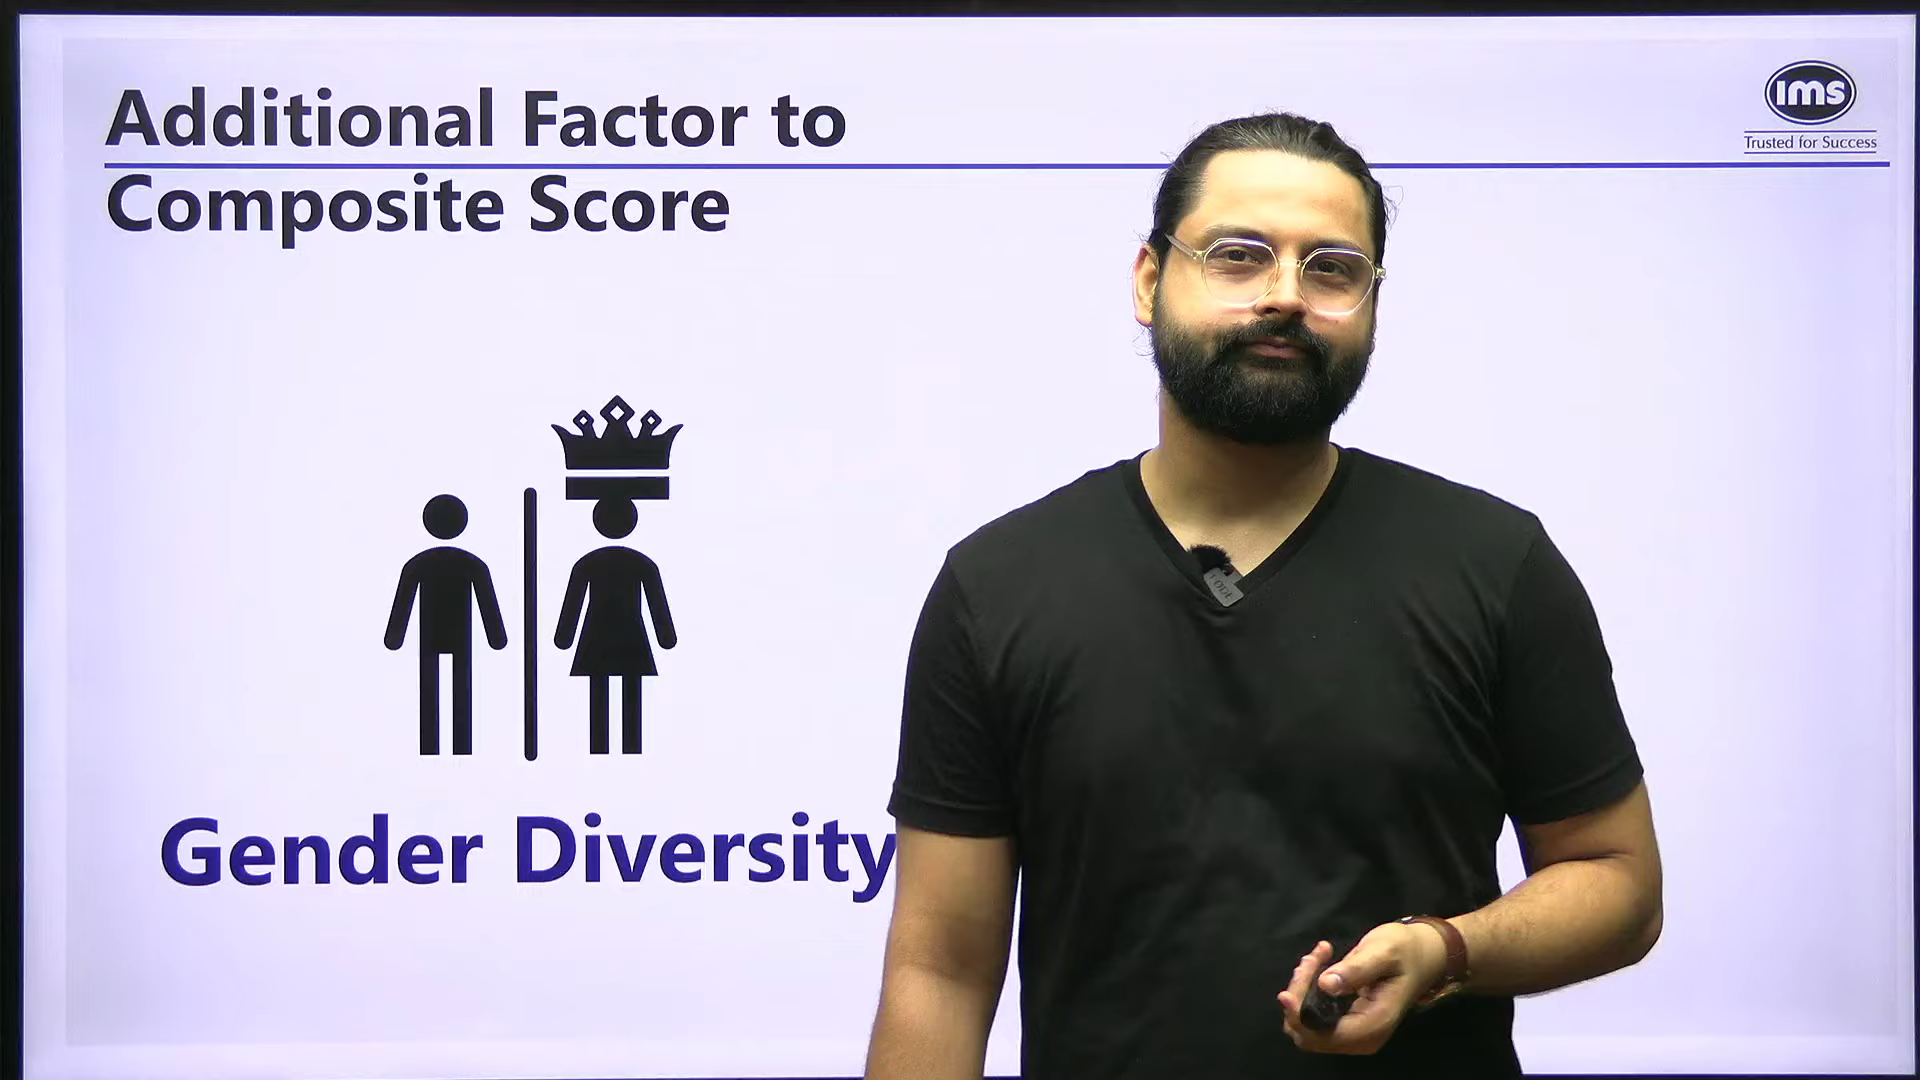 Additional Factor to
Composite Score
ims
Trusted for Success
Gender Diversity